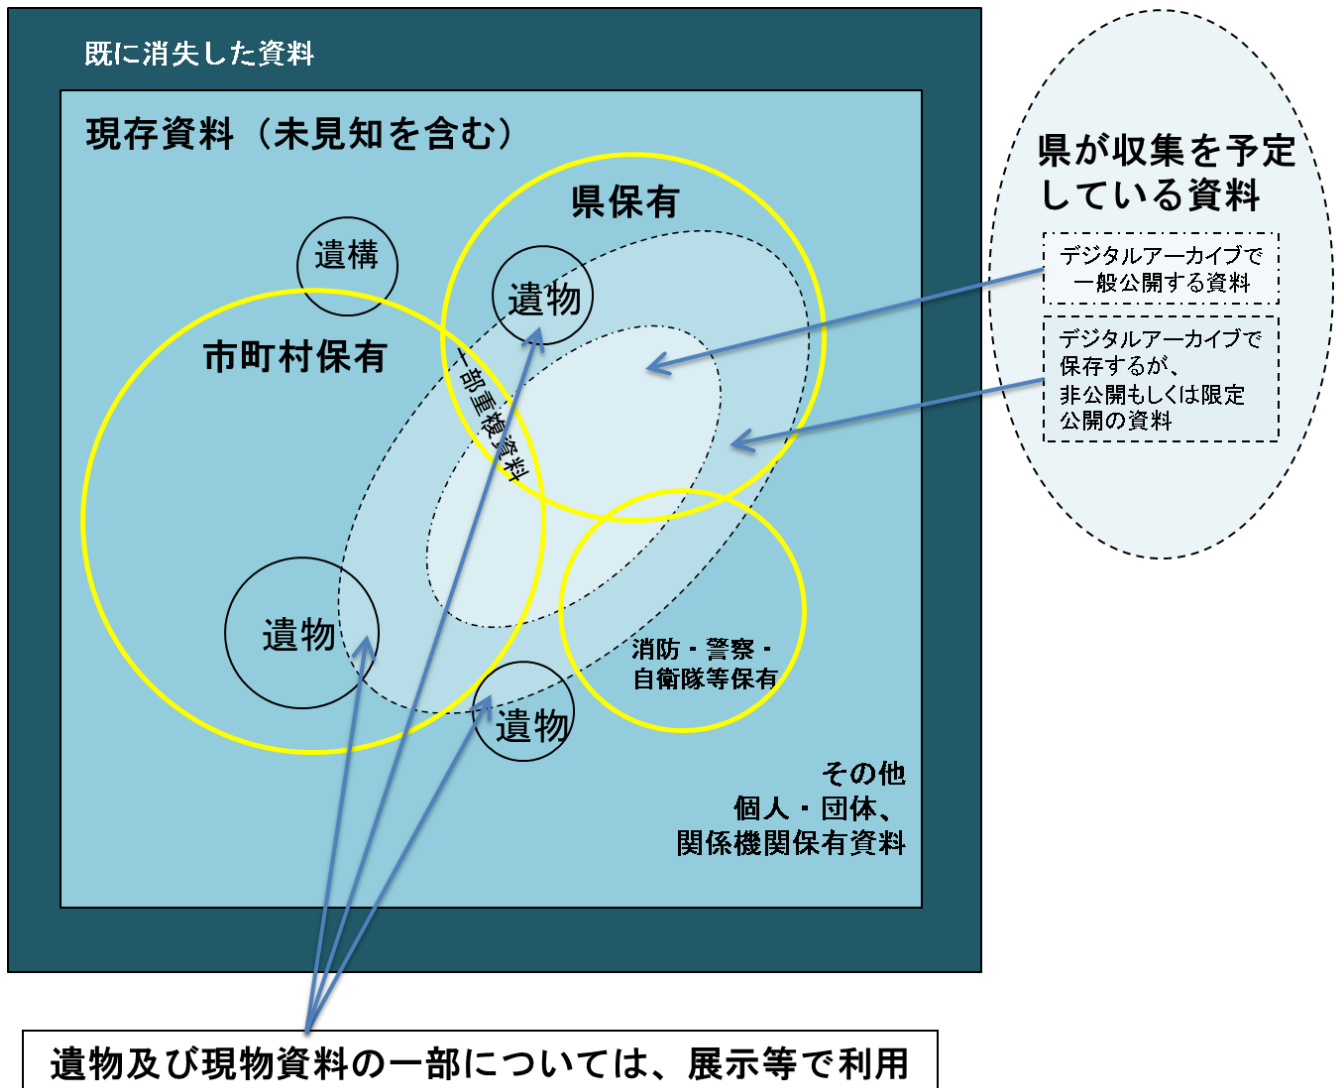 既に消失した資料
現存資料（未見知を含む）
県保有
遺構
遺物
市町村保有
一部重複資料
遺物
遺物
消防・警察・
自衛隊等保有
その他
個人・団体、
関係機関保有資料
県が収集を予定
している資料
デジタルアーカイブで
一般公開する資料
デジタルアーカイブで
保存するが、
非公開もしくは限定
公開の資料
遺物及び現物資料の一部については、展示等で利用